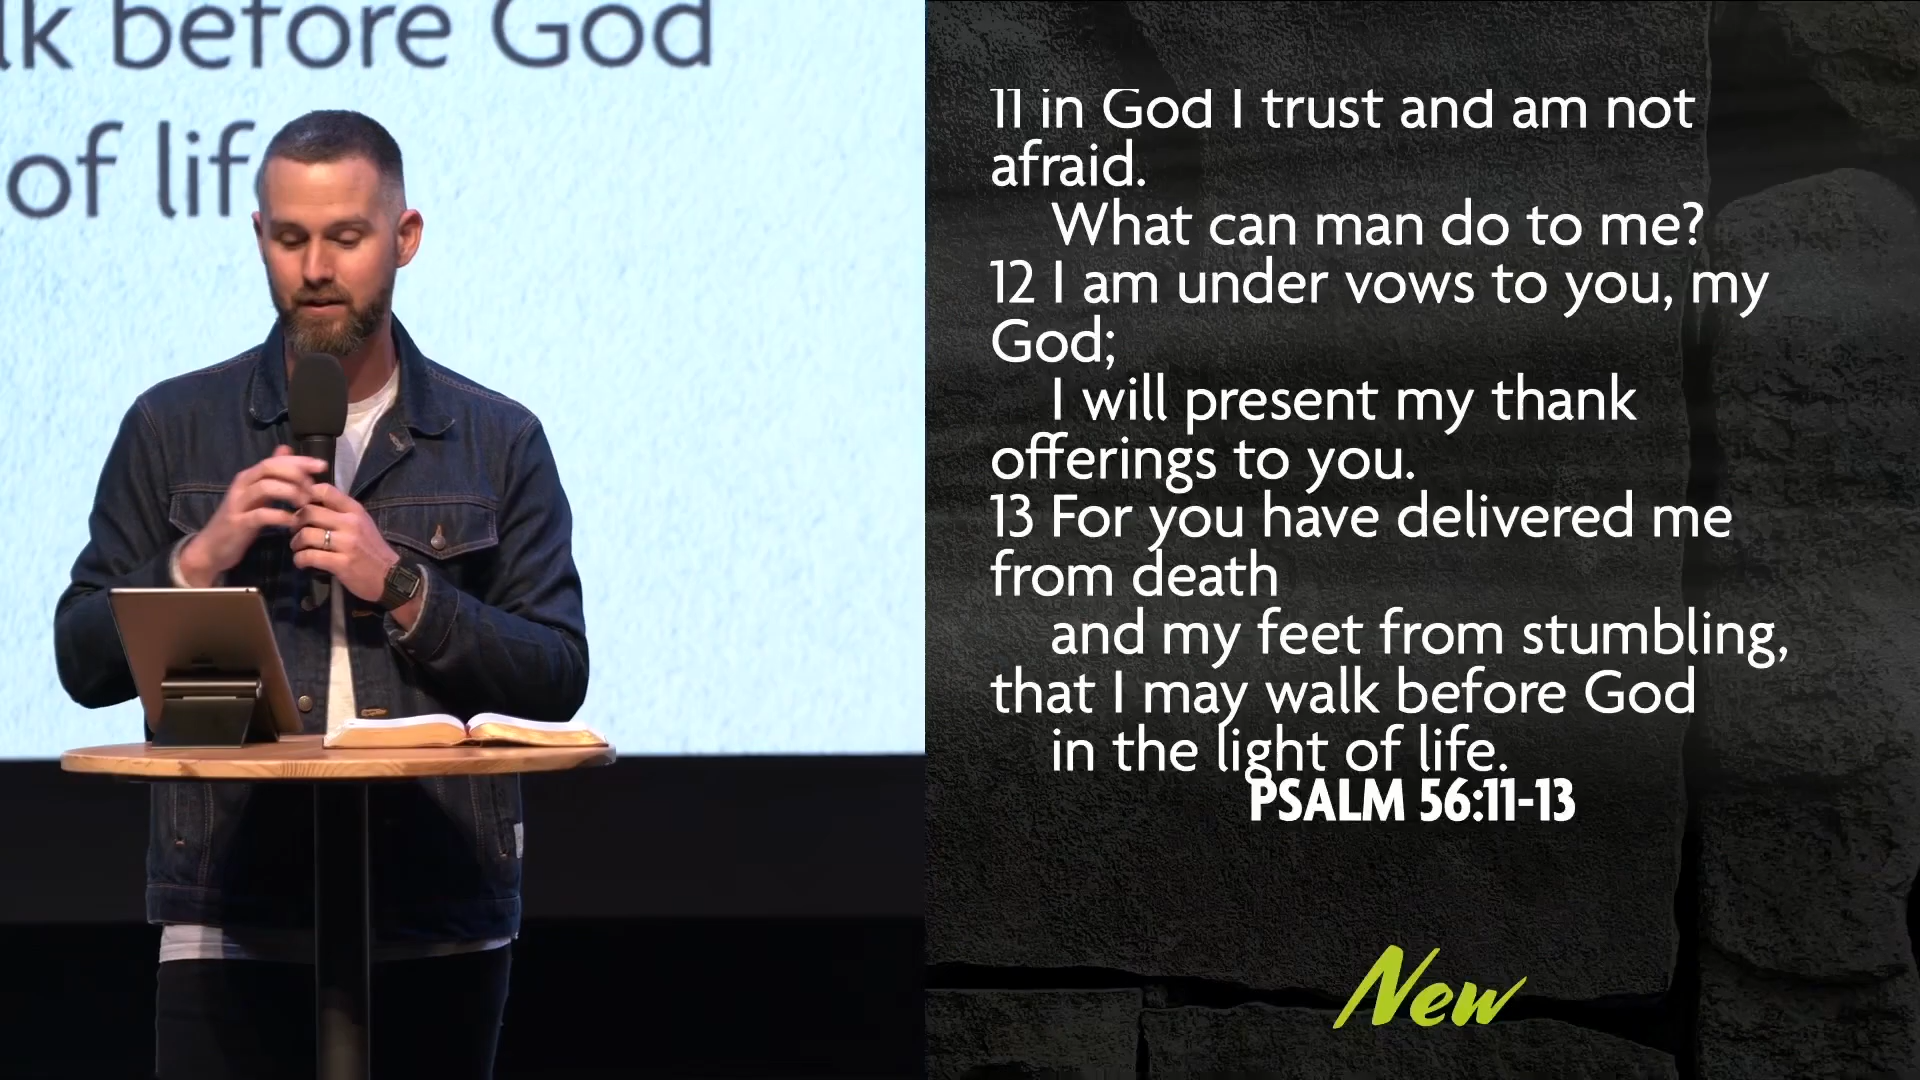 lk before God
of lif
11 in God I trust and am not
afraid.
What can man do to me?
12 I am under vows to you, my
God;
I will present my thank
offerings to you.
13 For you have delivered me
from death
and my feet from stumbling,
that I may walk before God
in the light of life.
PSALM 56:11-13
New